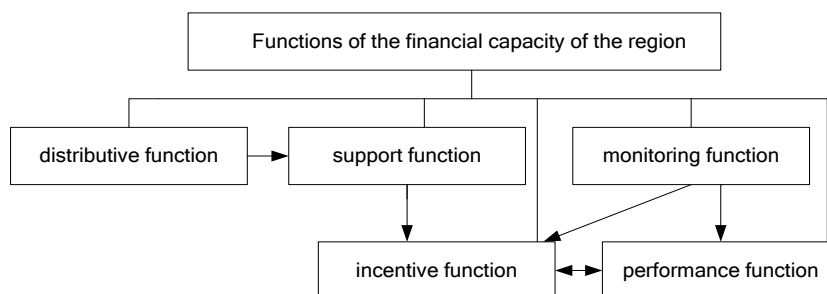 Functions of the financial capacity of the region
distributive function
support function
monitoring function
incentive function
performance function